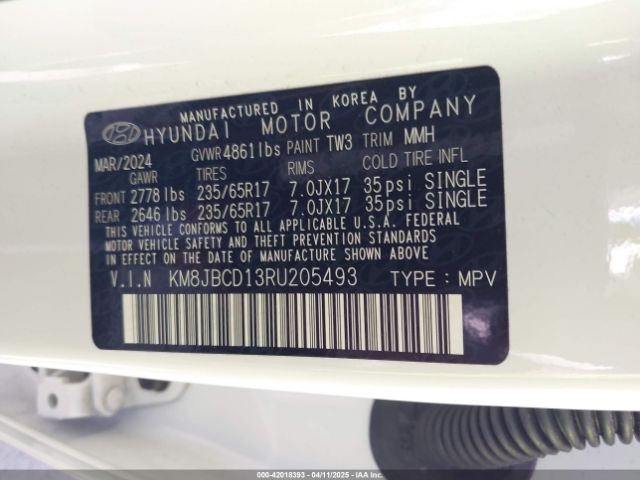 MANUFACTURED IN KOREA BY
HYUNDAI MOTOR COMPANY
MAR/2024 GVWR 4861lbs PAINT TW3 TRIM MMH
GAWR TIRES RIMS COLD TIRE INFL
FRONT 2778 lbs 235/65R17 7.0JX17 35psi SINGLE
REAR 2646 lbs 235/65R17 7.0JX17 35psi SINGLE
THIS VEHICLE CONFORMS TO ALL APPLICABLE U.S.A. FEDERAL
MOTOR VEHICLE SAFETY, BUMPER, AND THEFT PREVENTION
STANDARDS IN EFFECT ON THE DATE OF MANUFACTURE SHOWN ABOVE.
V.I.N KM8JBCD13RU205493 TYPE : MPV
000-42018393 04/11/2025 IAA Inc.